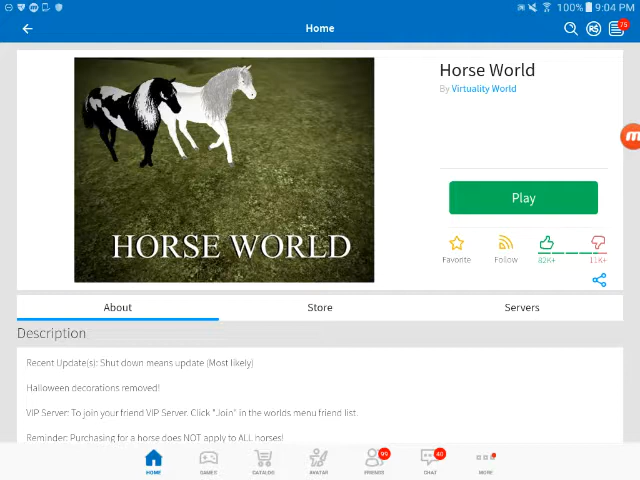 100% 9:04 PM
Home
R$
75
HORSE WORLD
Horse World
By Virtuality World
m
Play
Favorite
Follow
82K+
11K+
About
Store
Servers
Description
Recent Update(s): Shut down means update (Most likely)
Halloween decorations removed!
VIP Server: To join your friend VIP Server. Click "Join" in the worlds menu friend list.
Reminder: Purchasing for a horse does NOT apply to ALL horses!
99
40
HOME
GAMES
CATALOG
AVATAR
FRIENDS
CHAT
MORE